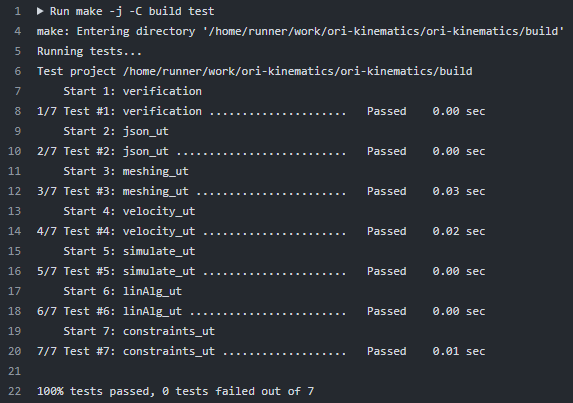 1 ▶ Run make -j -C build test
4 make: Entering directory '/home/runner/work/ori-kinematics/ori-kinematics/build'
5 Running tests...
6 Test project /home/runner/work/ori-kinematics/ori-kinematics/build
7     Start 1: verification
8 1/7 Test #1: verification .....................   Passed    0.00 sec
9     Start 2: json_ut
10 2/7 Test #2: json_ut ..........................   Passed    0.00 sec
11     Start 3: meshing_ut
12 3/7 Test #3: meshing_ut .......................   Passed    0.03 sec
13     Start 4: velocity_ut
14 4/7 Test #4: velocity_ut ......................   Passed    0.02 sec
15     Start 5: simulate_ut
16 5/7 Test #5: simulate_ut ......................   Passed    0.00 sec
17     Start 6: linAlg_ut
18 6/7 Test #6: linAlg_ut ........................   Passed    0.00 sec
19     Start 7: constraints_ut
20 7/7 Test #7: constraints_ut ...................   Passed    0.01 sec
21
22 100% tests passed, 0 tests failed out of 7